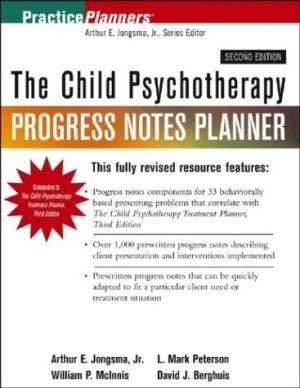 PracticePlanners®
Arthur E. Jongsma, Jr., Series Editor
SECOND EDITION
The Child Psychotherapy
PROGRESS NOTES PLANNER
This fully revised resource features:
Companion to
The Child Psychotherapy
Treatment Planner,
Third Edition
• Progress notes components for 33 behaviorally
based presenting problems that correlate with
The Child Psychotherapy Treatment Planner,
Third Edition
• Over 1,000 prewritten progress notes describing
client presentation and interventions implemented
• Prewritten progress notes that can be quickly
adapted to fit a particular client need or
treatment situation
Arthur E. Jongsma, Jr.
L. Mark Peterson
William P. McInnis
David J. Berghuis